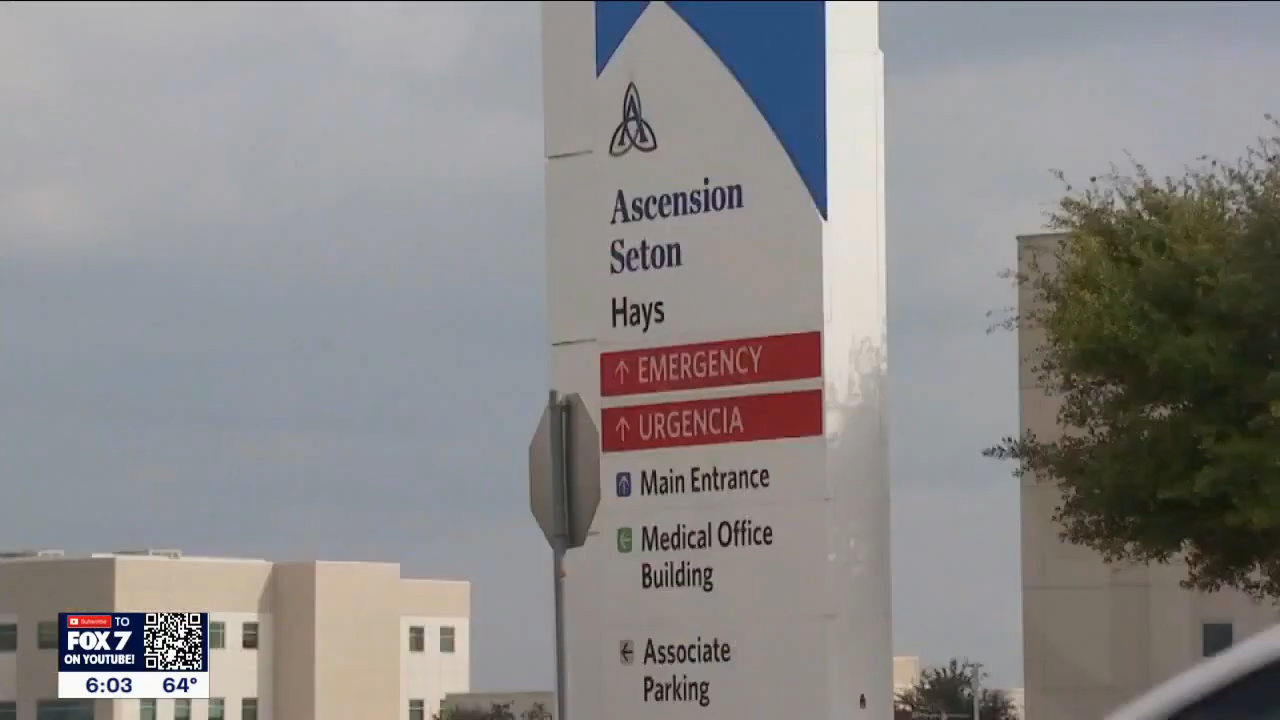 Ascension
Seton
Hays
↑ EMERGENCY
↑ URGENCIA
Main Entrance
Medical Office
Building
Associate
Parking
Subscribe TO
FOX 7
ON YOUTUBE!
6:03 64°